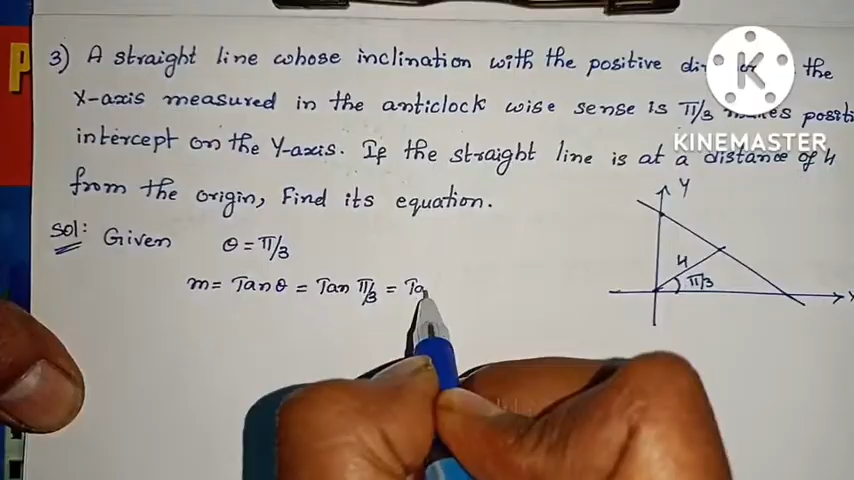 3) A straight line whose inclination with the positive the
X-axis measured in the anticlock wise sense is π/3
intercept on the Y-axis. If the straight line is at a distance of 4
from the origin, Find its equation.
Sol: Given θ = π/3
m = Tanθ = Tan π/3 = Ta
Y
4
π/3
X
K
KINEMASTER
P